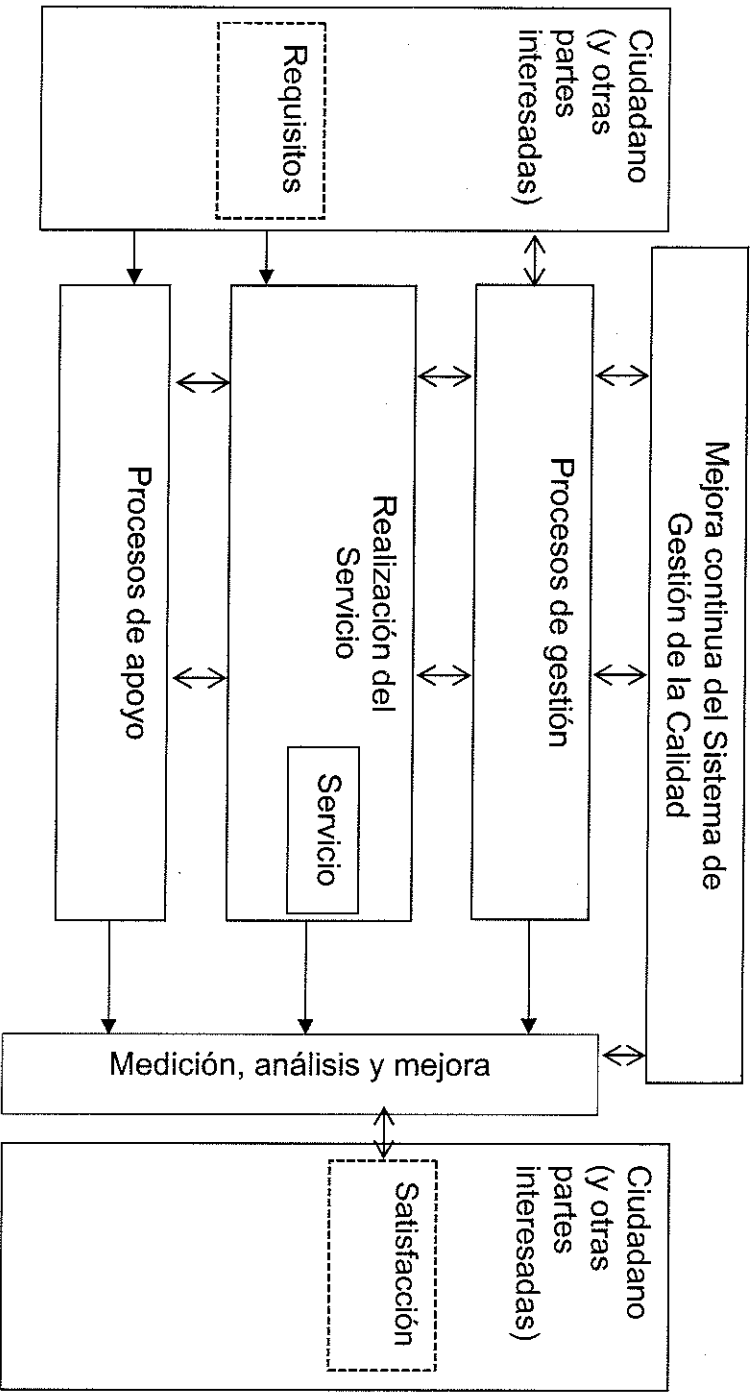 Ciudadano
(y otras
partes
interesadas)
Requisitos
Mejora continua del Sistema de
Gestión de la Calidad
Procesos de gestión
Realización del
Servicio
Servicio
Procesos de apoyo
Medición, análisis y mejora
Ciudadano
(y otras
partes
interesadas)
Satisfacción